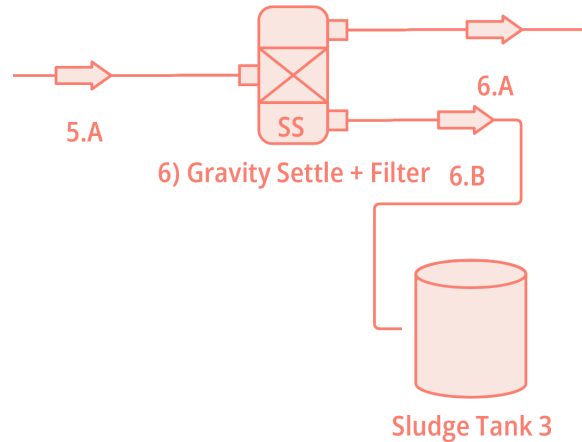 6.A
5.A
SS
6) Gravity Settle + Filter
6.B
Sludge Tank 3